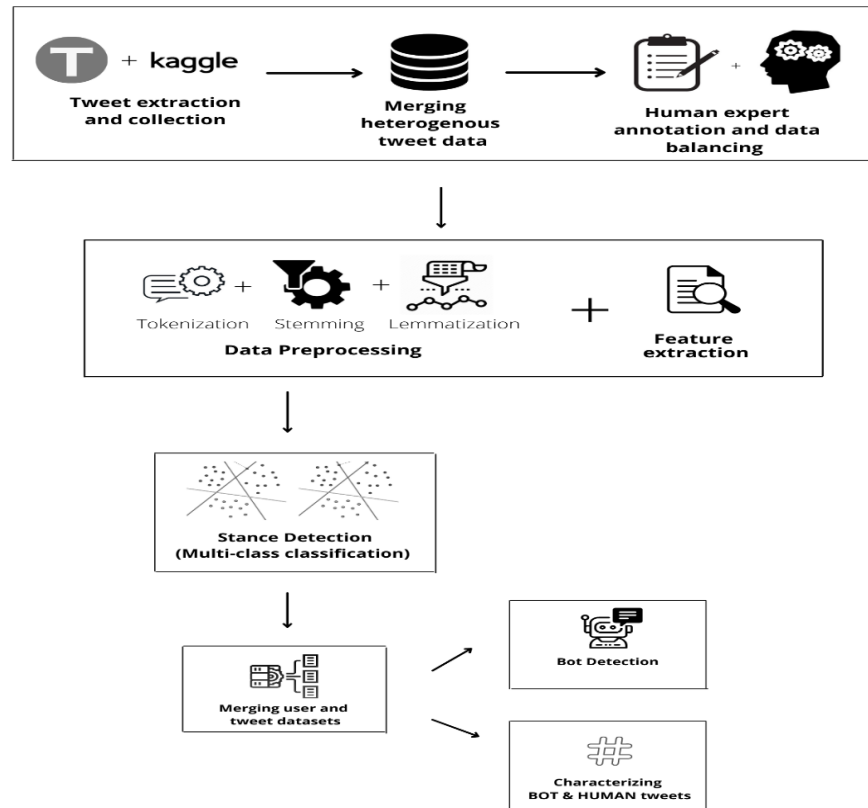 T + kaggle
Tweet extraction
and collection
Merging
heterogenous
tweet data
+
Human expert
annotation and data
balancing
+
+
Tokenization
Stemming
Lemmatization
Data Preprocessing
+
Feature
extraction
Stance Detection
(Multi-class classification)
Merging user and
tweet datasets
Bot Detection
#
Characterizing
BOT & HUMAN tweets